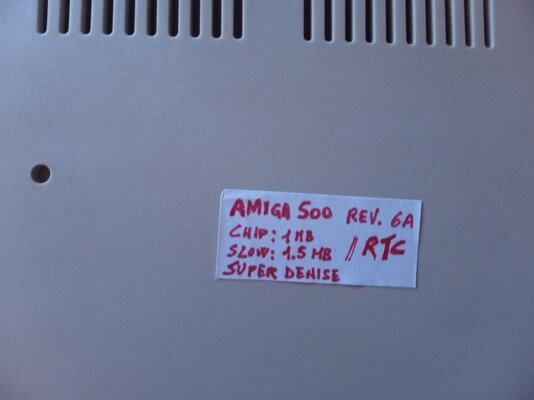 AMIGA 500 REV. 6A
CHIP: 1 MB
SLOW: 1.5 MB // RTC
SUPER DENISE